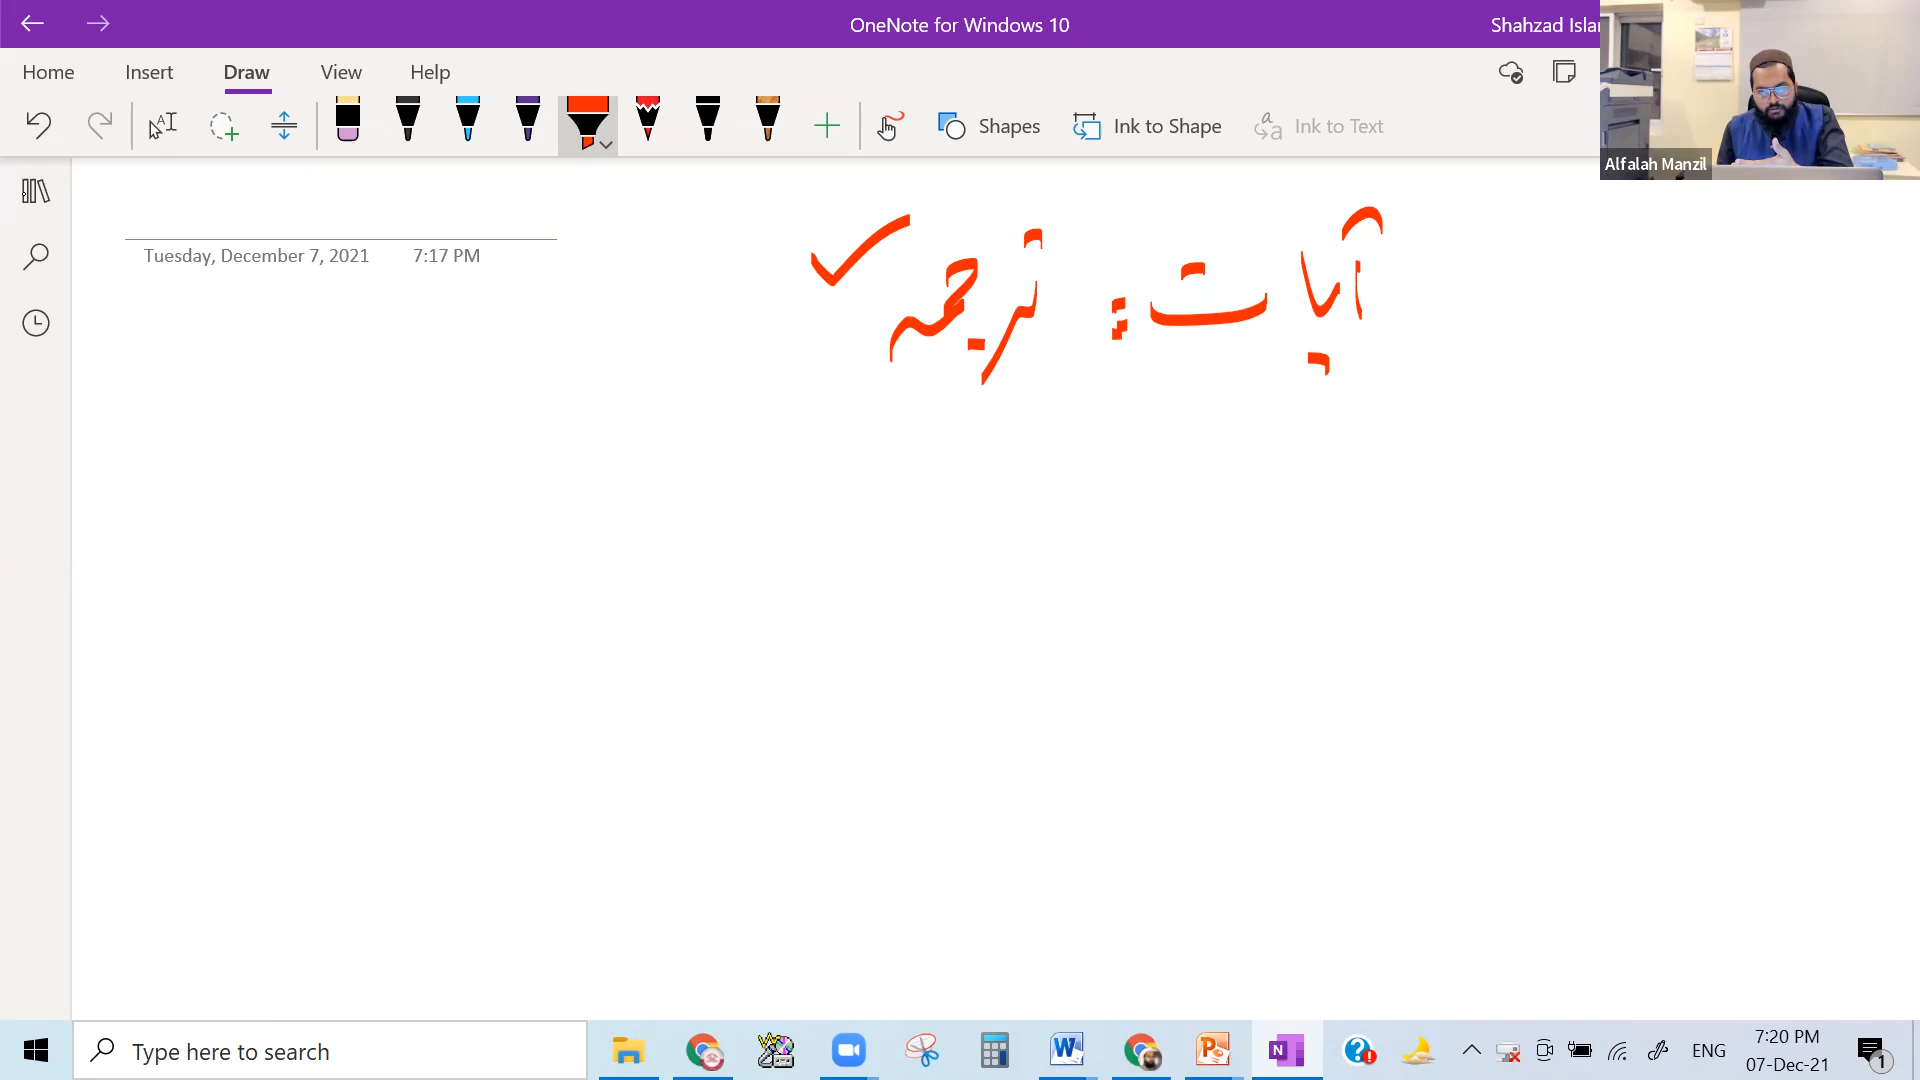 OneNote for Windows 10
Shahzad Islar
Home Insert Draw View Help
Shapes Ink to Shape Ink to Text
Alfalah Manzil
Tuesday, December 7, 2021 7:17 PM
آیات: ترجمہ
Type here to search
ENG
7:20 PM
07-Dec-21
1